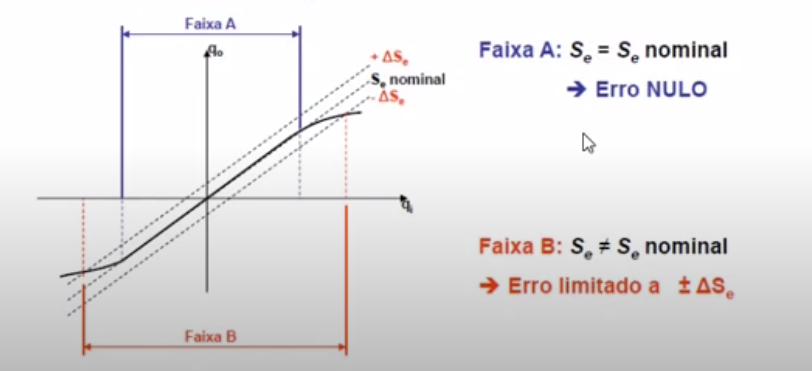 Faixa A
qₒ
+ ΔSₑ
Sₑ nominal
- ΔSₑ
qᵢ
Faixa B
Faixa A: Sₑ = Sₑ nominal
➔ Erro NULO
Faixa B: Sₑ ≠ Sₑ nominal
➔ Erro limitado a ± ΔSₑ